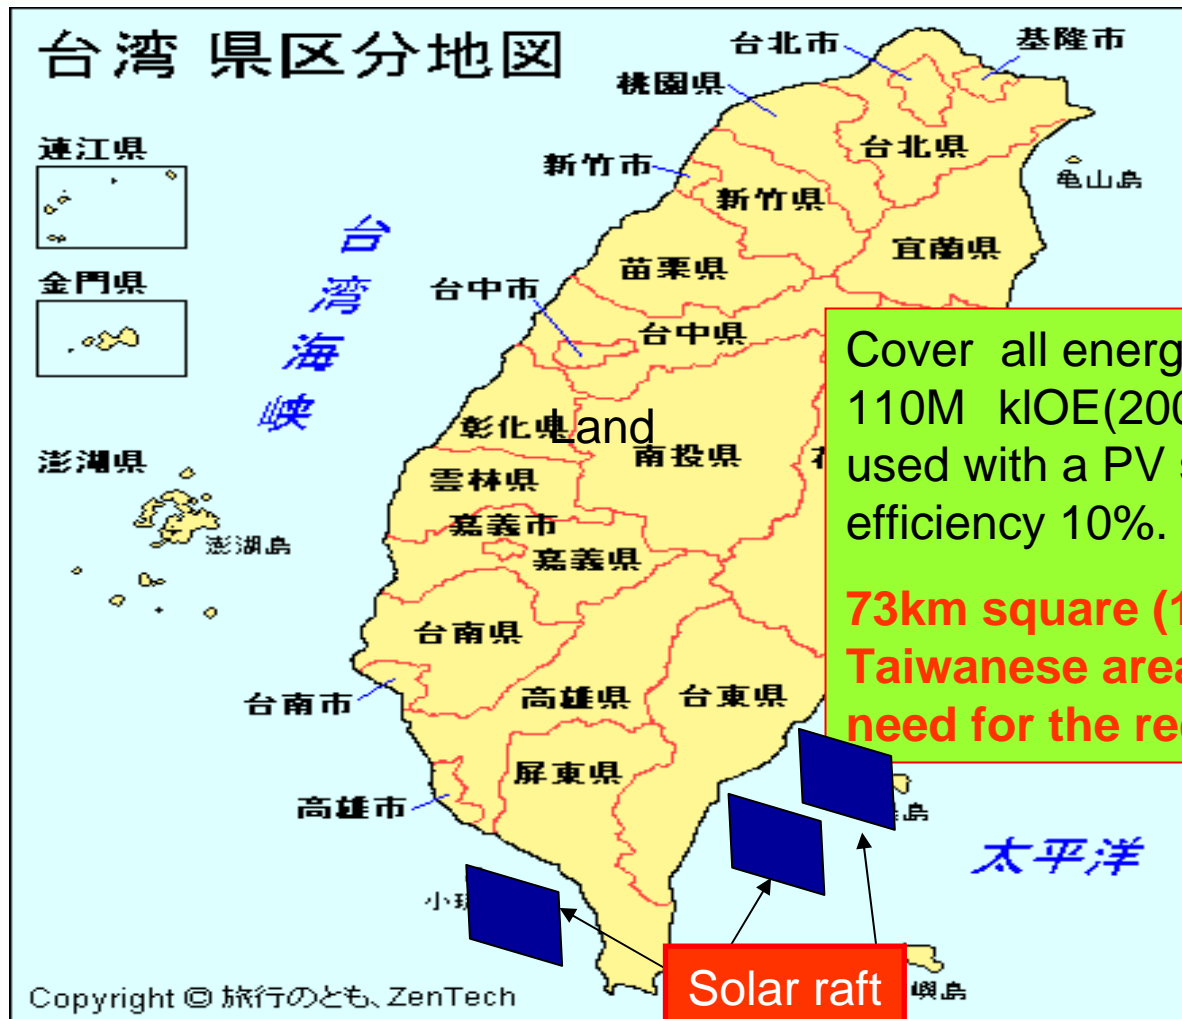 台湾 県区分地図
台北市
基隆市
桃園県
連江県
新竹市
台北県
亀山島
新竹県
台湾海峡
宜蘭県
苗栗県
金門県
台中市
台中県
Cover all energ
110M klOE(200
used with a PV s
efficiency 10%.
彰化県
Land
南投県
澎湖県
雲林県
嘉義市
澎湖島
嘉義県
73km square (1
Taiwanese area
need for the re
台南県
台南市
高雄県
台東県
屏東県
高雄市
島
太平洋
小
Solar raft
嶼島
Copyright © 旅行のとも、ZenTech